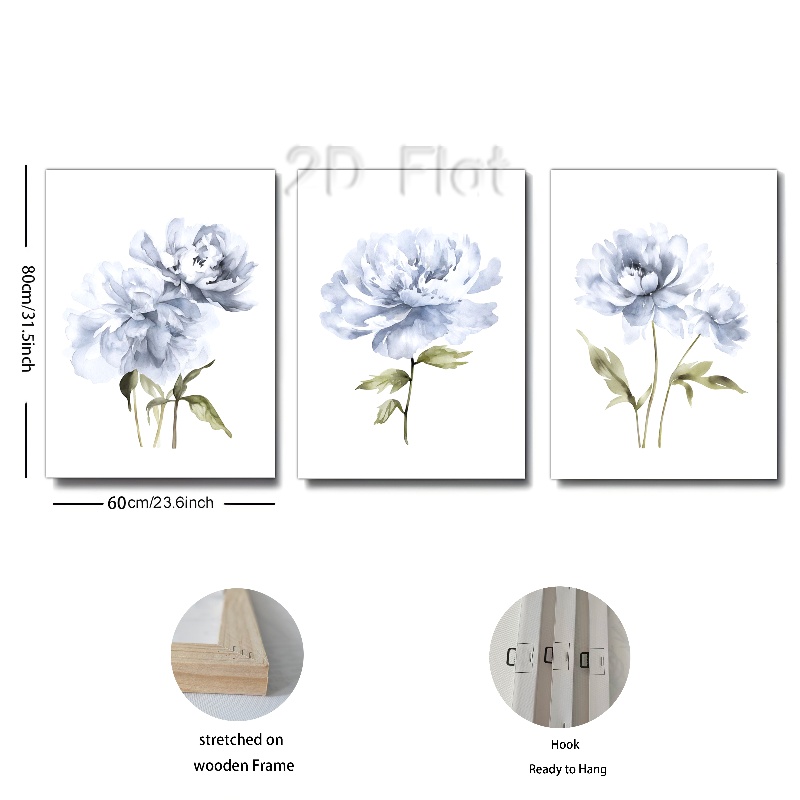 2D Flat
80cm/31.5inch
60cm/23.6inch
stretched on
wooden Frame
Hook
Ready to Hang